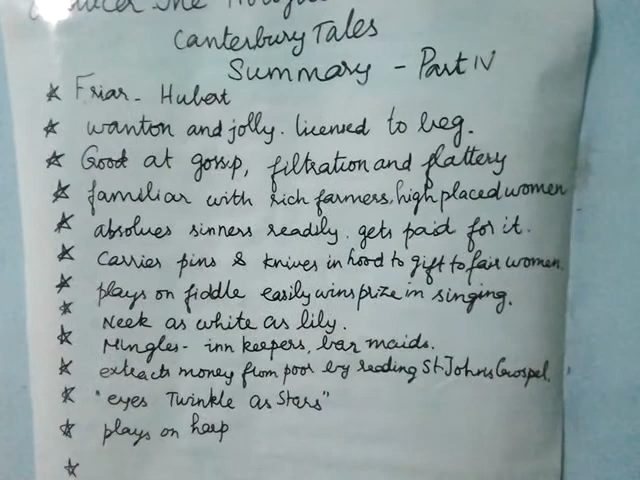 Chaucer The Prologue
Canterbury Tales
Summary - Part IV
Friar - Hubert
wanton and jolly. licensed to beg.
Good at gossip, filtration and flattery
familiar with rich farmers, high placed women
absolves sinners readily. gets paid for it.
Carries pins & knives in hood to gift to fair women.
plays on fiddle easily wins prize in singing.
Neck as white as lily.
Mingles - inn keepers, bar maids.
extracts money from poor by reading St. Johns Gospel.
"eyes Twinkle as Stars"
plays on harp